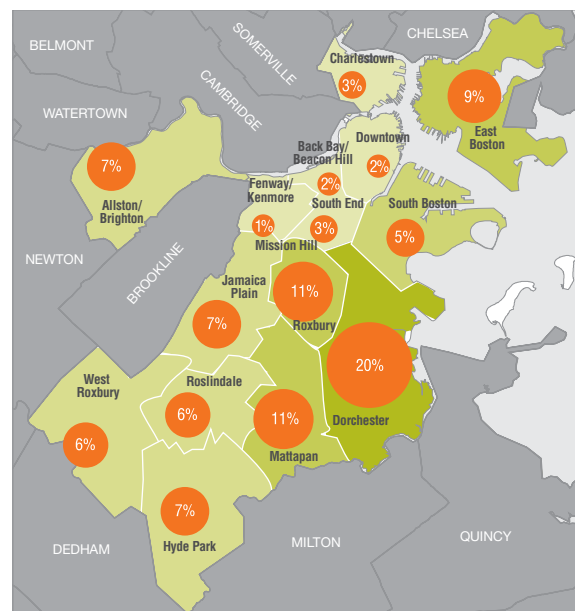 BELMONT
SOMERVILLE
CHELSEA
Charlestown
3%
9%
East
Boston
WATERTOWN
CAMBRIDGE
7%
Allston/
Brighton
Back Bay/
Beacon Hill
2%
Downtown
2%
Fenway/
Kenmore
1%
South End
3%
Mission Hill
South Boston
5%
NEWTON
BROOKLINE
Jamaica
Plain
7%
11%
Roxbury
20%
Dorchester
West
Roxbury
6%
Roslindale
6%
11%
Mattapan
7%
Hyde Park
DEDHAM
MILTON
QUINCY